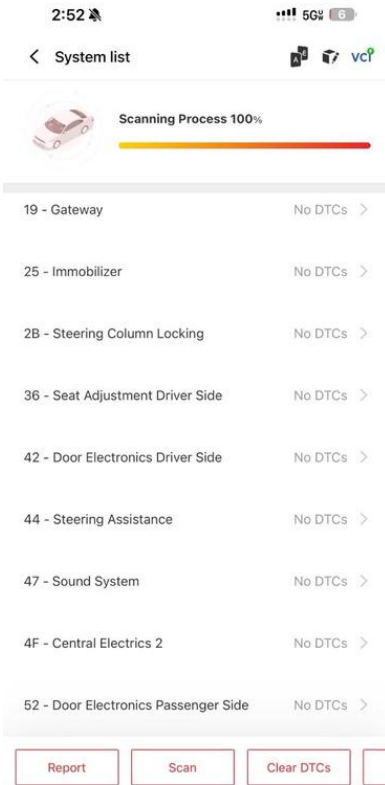 2:52 5G 6
System list A vci
Scanning Process 100%
19 - Gateway No DTCs
25 - Immobilizer No DTCs
2B - Steering Column Locking No DTCs
36 - Seat Adjustment Driver Side No DTCs
42 - Door Electronics Driver Side No DTCs
44 - Steering Assistance No DTCs
47 - Sound System No DTCs
4F - Central Electrics 2 No DTCs
52 - Door Electronics Passenger Side No DTCs
Report Scan Clear DTCs